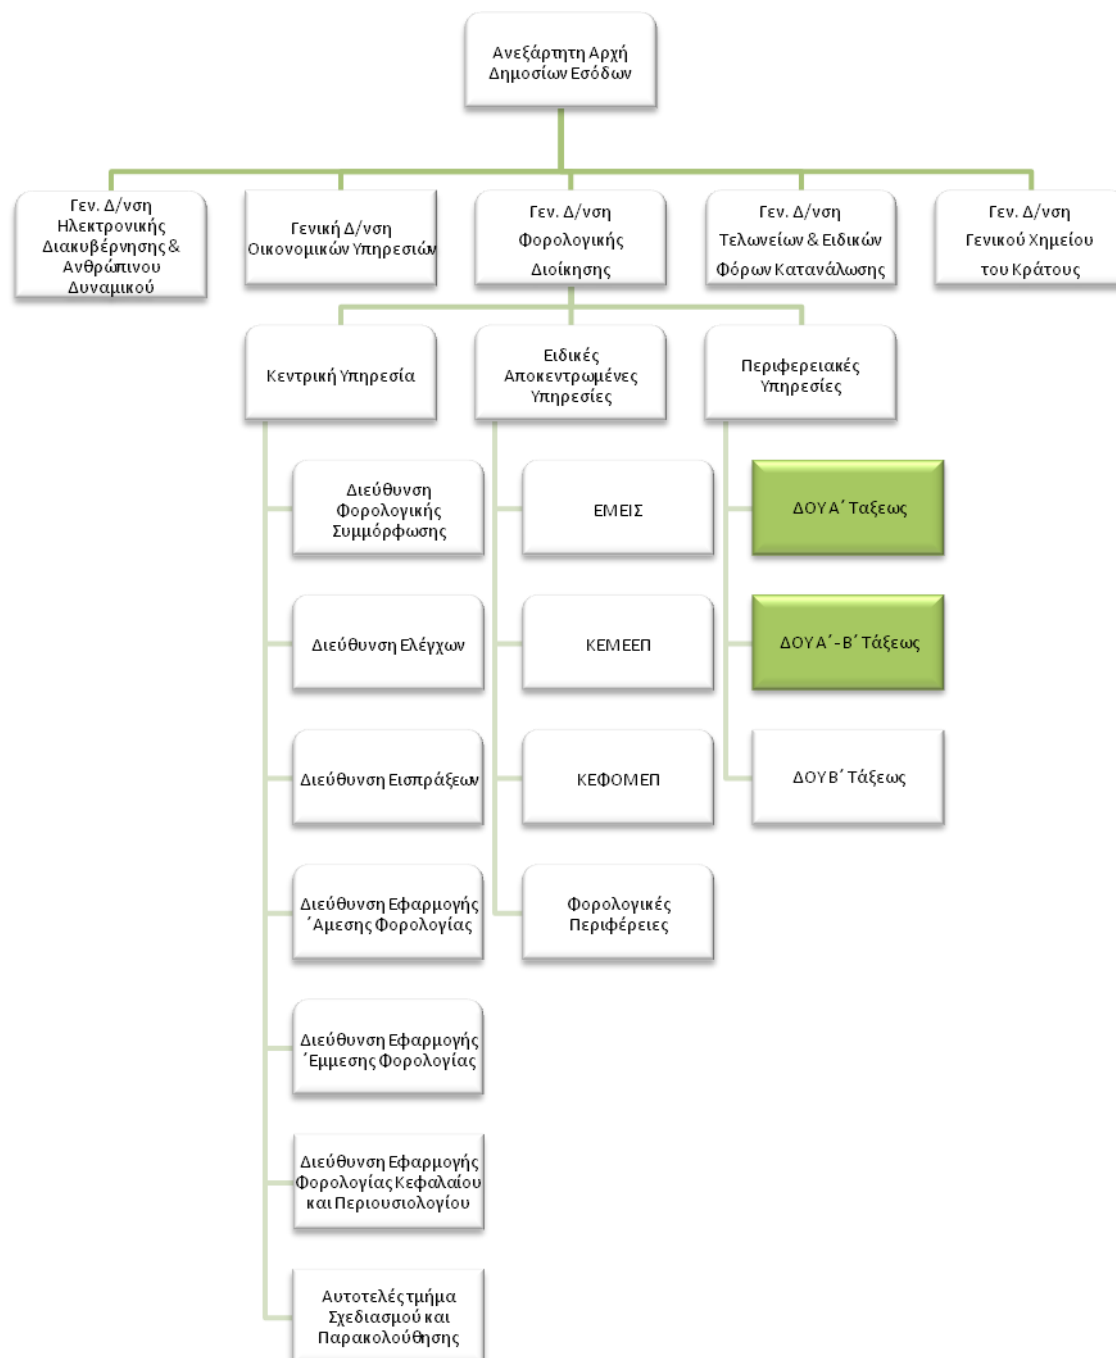 Ανεξάρτητη Αρχή
Δημοσίων Εσόδων
Γεν. Δ/νση
Ηλεκτρονικής
Διακυβέρνησης &
Ανθρώπινου
Δυναμικού
Γενική Δ/νση
Οικονομικών Υπηρεσιών
Γεν. Δ/νση
Φορολογικής
Διοίκησης
Γεν. Δ/νση
Τελωνείων & Ειδικών
Φόρων Κατανάλωσης
Γεν. Δ/νση
Γενικού Χημείου
του Κράτους
Κεντρική Υπηρεσία
Ειδικές
Αποκεντρωμένες
Υπηρεσίες
Περιφερειακές
Υπηρεσίες
Διεύθυνση
Φορολογικής
Συμμόρφωσης
ΕΜΕΙΣ
ΔΟΥ Α΄ Ταξεως
Διεύθυνση Ελέγχων
ΚΕΜΕΕΠ
ΔΟΥ Α΄-Β΄ Τάξεως
Διεύθυνση Εισπράξεων
ΚΕΦΟΜΕΠ
ΔΟΥ Β΄ Τάξεως
Διεύθυνση Εφαρμογής
΄Αμεσης Φορολογίας
Φορολογικές
Περιφέρειες
Διεύθυνση Εφαρμογής
΄Εμμεσης Φορολογίας
Διεύθυνση Εφαρμογής
Φορολογίας Κεφαλαίου
και Περιουσιολογίου
Αυτοτελές τμήμα
Σχεδιασμού και
Παρακολούθησης